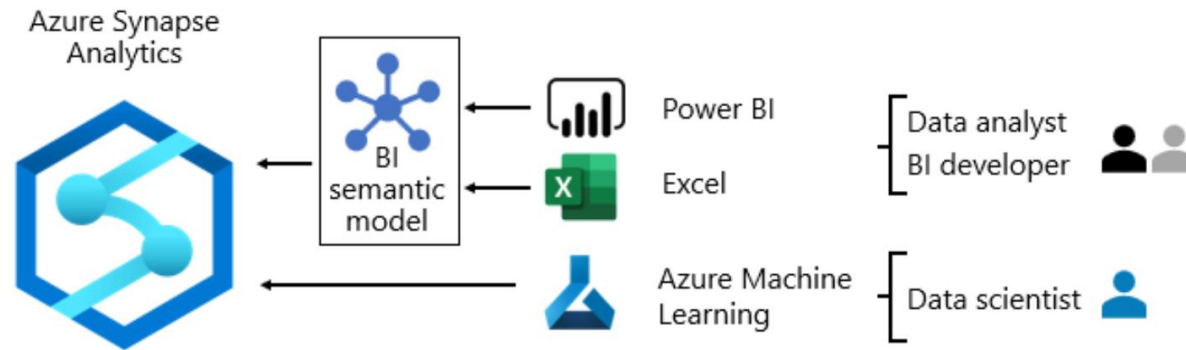 Azure Synapse
Analytics
BI
semantic
model
X
Power BI
Excel
Azure Machine
Learning
Data analyst
BI developer
Data scientist